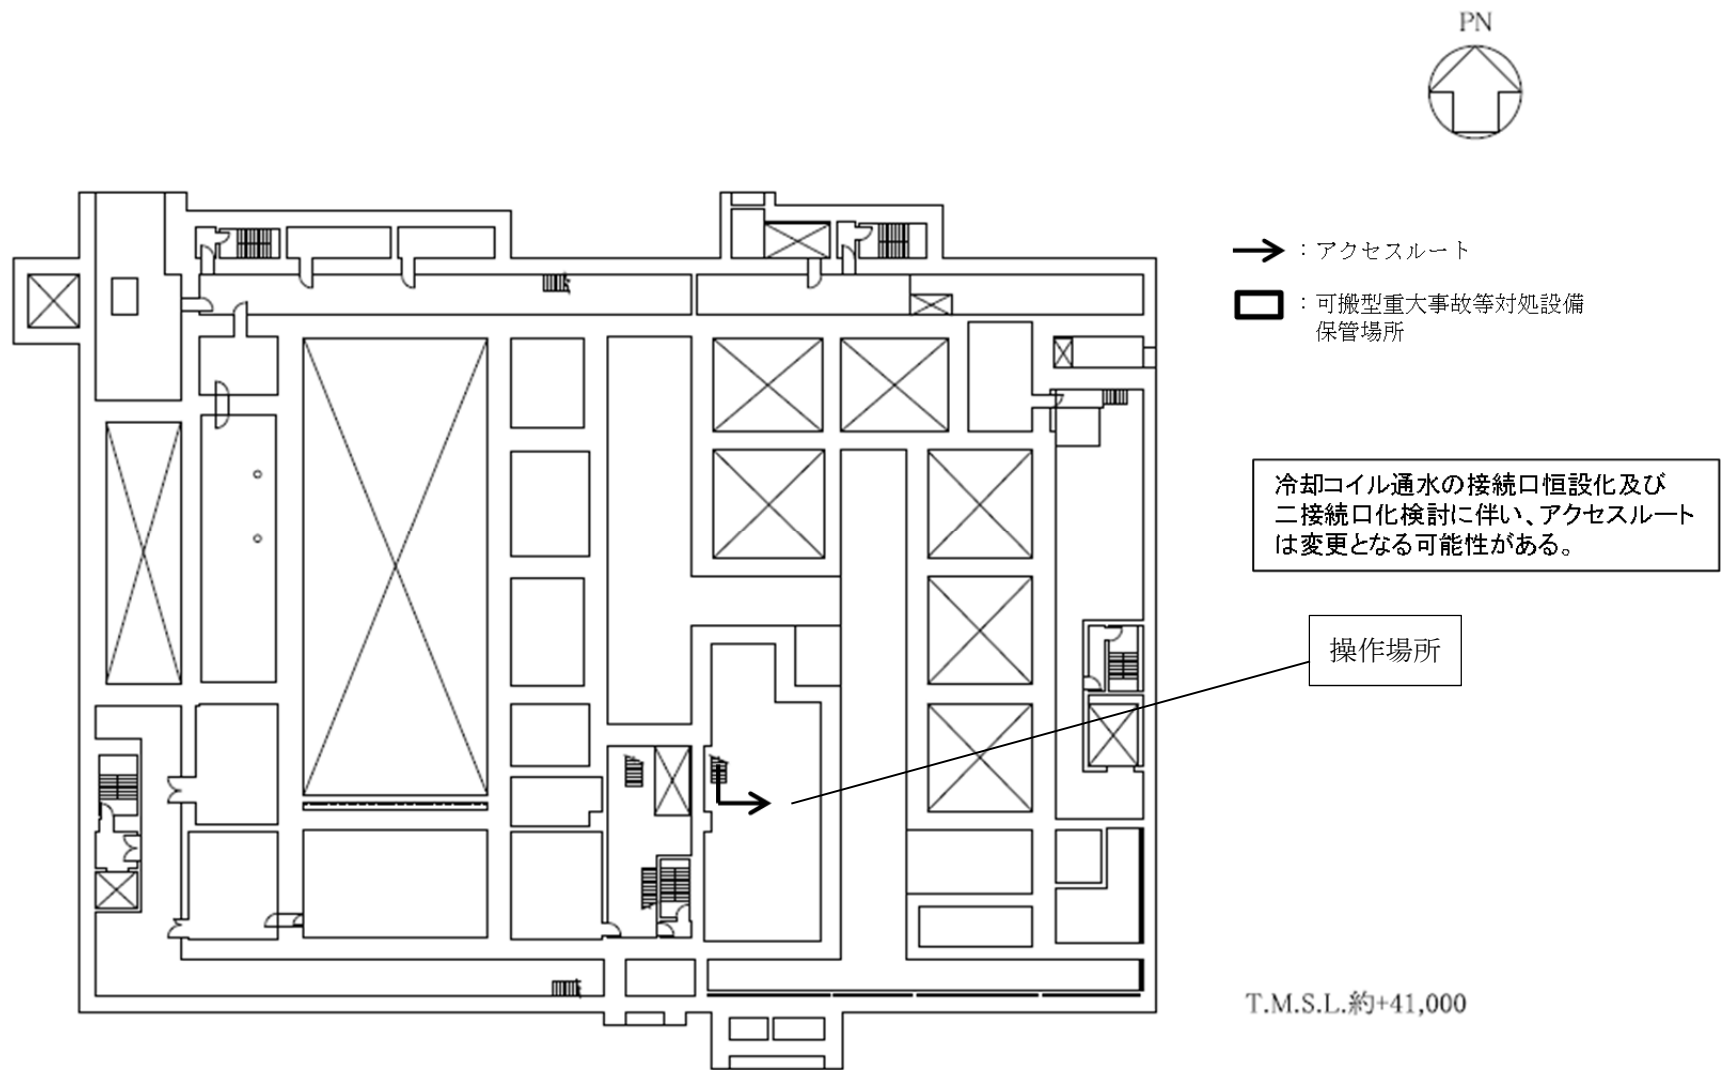 PN
：アクセスルート
：可搬型重大事故等対処設備
保管場所
冷却コイル通水の接続口恒設化及び
二接続口化検討に伴い、アクセスルート
は変更となる可能性がある。
操作場所
T.M.S.L.約+41,000